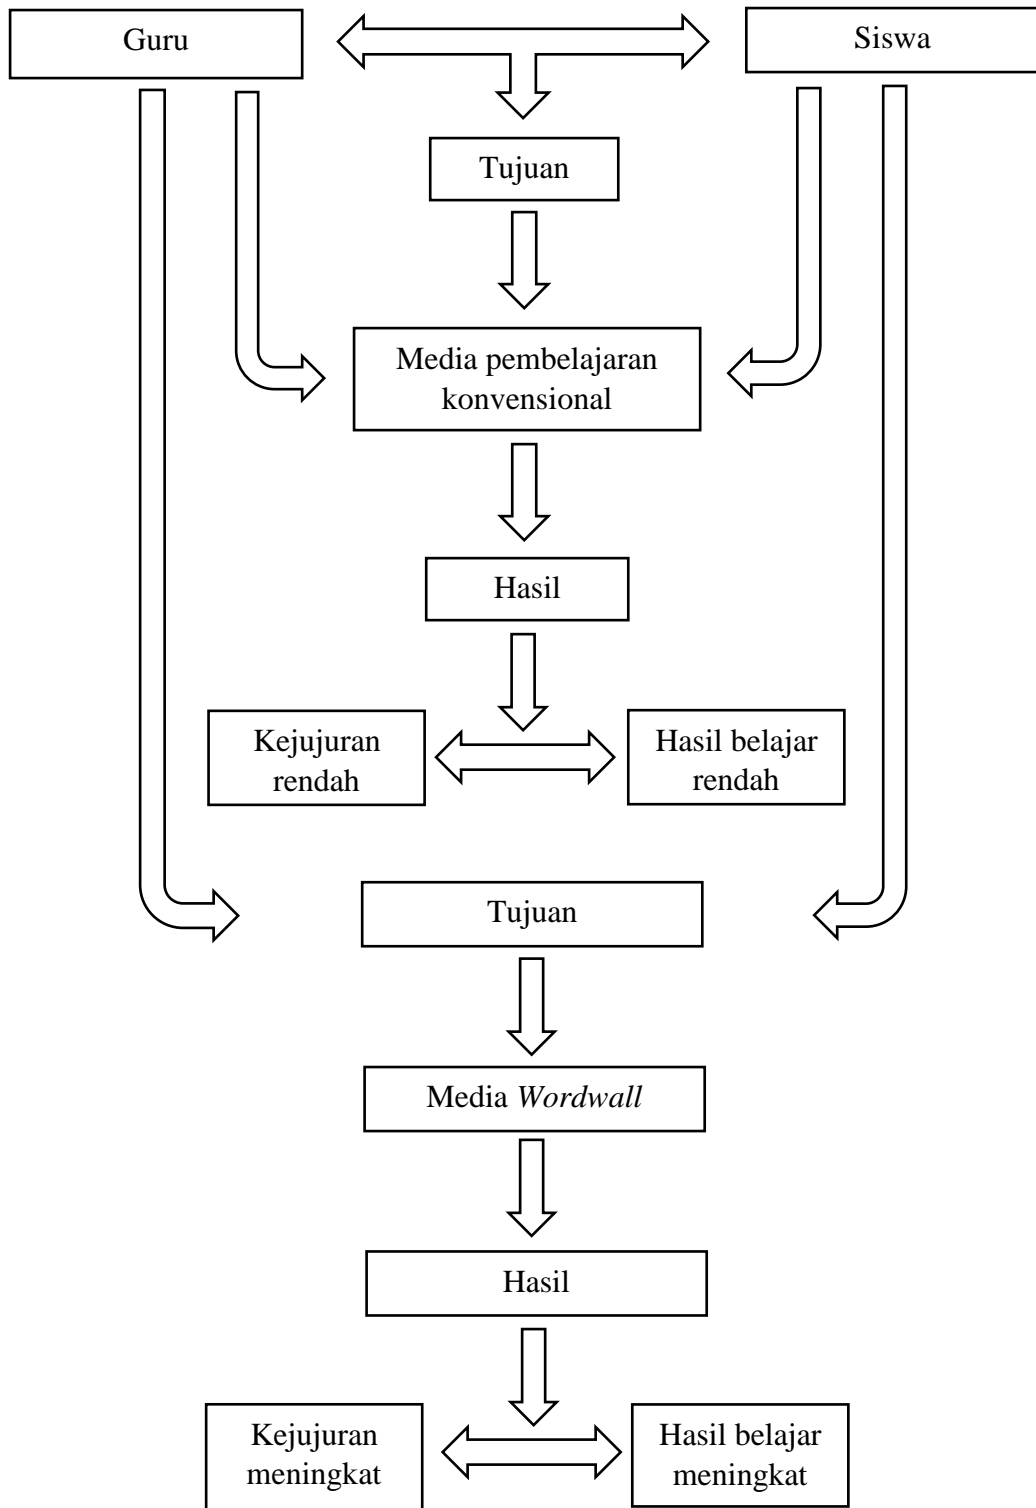 Guru
Siswa
Tujuan
Media pembelajaran
konvensional
Hasil
Kejujuran
rendah
Hasil belajar
rendah
Tujuan
Media Wordwall
Hasil
Kejujuran
meningkat
Hasil belajar
meningkat